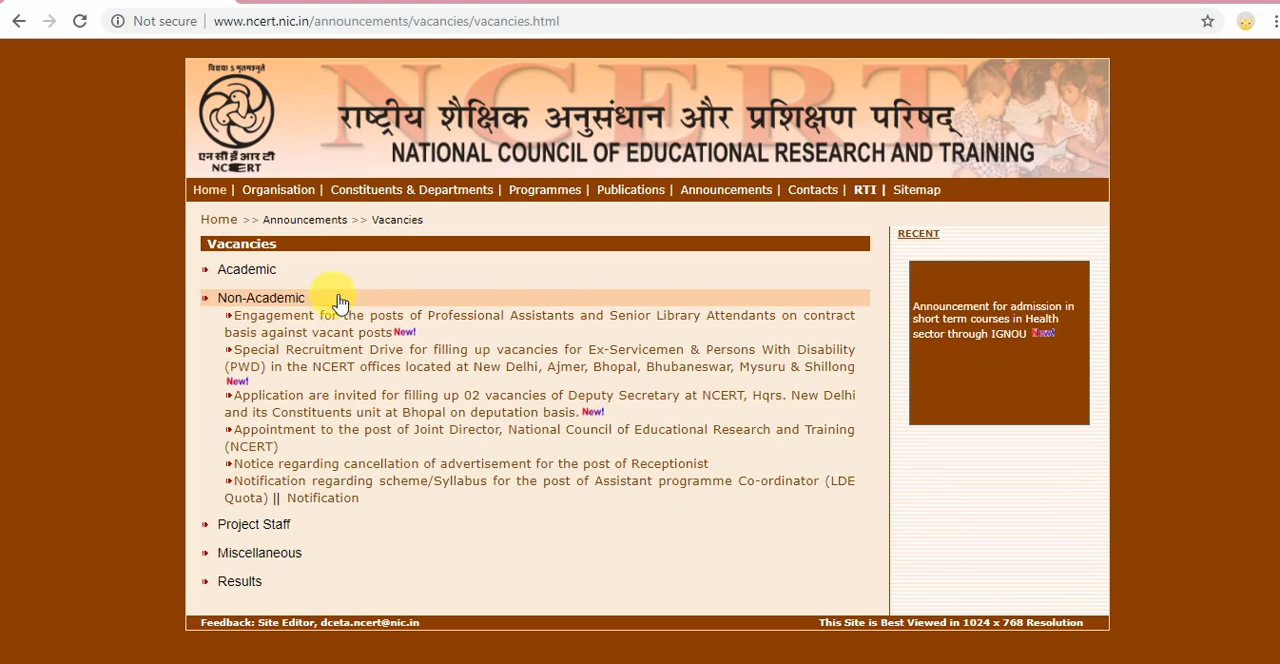 Not secure | www.ncert.nic.in/announcements/vacancies/vacancies.html
विद्यया ऽ मृतमश्नुते
एन सी ई आर टी
NCERT
NCERT
राष्ट्रीय शैक्षिक अनुसंधान और प्रशिक्षण परिषद्
NATIONAL COUNCIL OF EDUCATIONAL RESEARCH AND TRAINING
Home | Organisation | Constituents & Departments | Programmes | Publications | Announcements | Contacts | RTI | Sitemap
Home >> Announcements >> Vacancies
Vacancies
Academic
Non-Academic
Engagement for the posts of Professional Assistants and Senior Library Attendants on contract
basis against vacant posts New!
Special Recruitment Drive for filling up vacancies for Ex-Servicemen & Persons With Disability
(PWD) in the NCERT offices located at New Delhi, Ajmer, Bhopal, Bhubaneswar, Mysuru & Shillong
New!
Application are invited for filling up 02 vacancies of Deputy Secretary at NCERT, Hqrs. New Delhi
and its Constituents unit at Bhopal on deputation basis. New!
Appointment to the post of Joint Director, National Council of Educational Research and Training
(NCERT)
Notice regarding cancellation of advertisement for the post of Receptionist
Notification regarding scheme/Syllabus for the post of Assistant programme Co-ordinator (LDE
Quota) || Notification
Project Staff
Miscellaneous
Results
RECENT
Announcement for admission in
short term courses in Health
sector through IGNOU New!
Feedback: Site Editor, dceta.ncert@nic.in
This Site is Best Viewed in 1024 x 768 Resolution